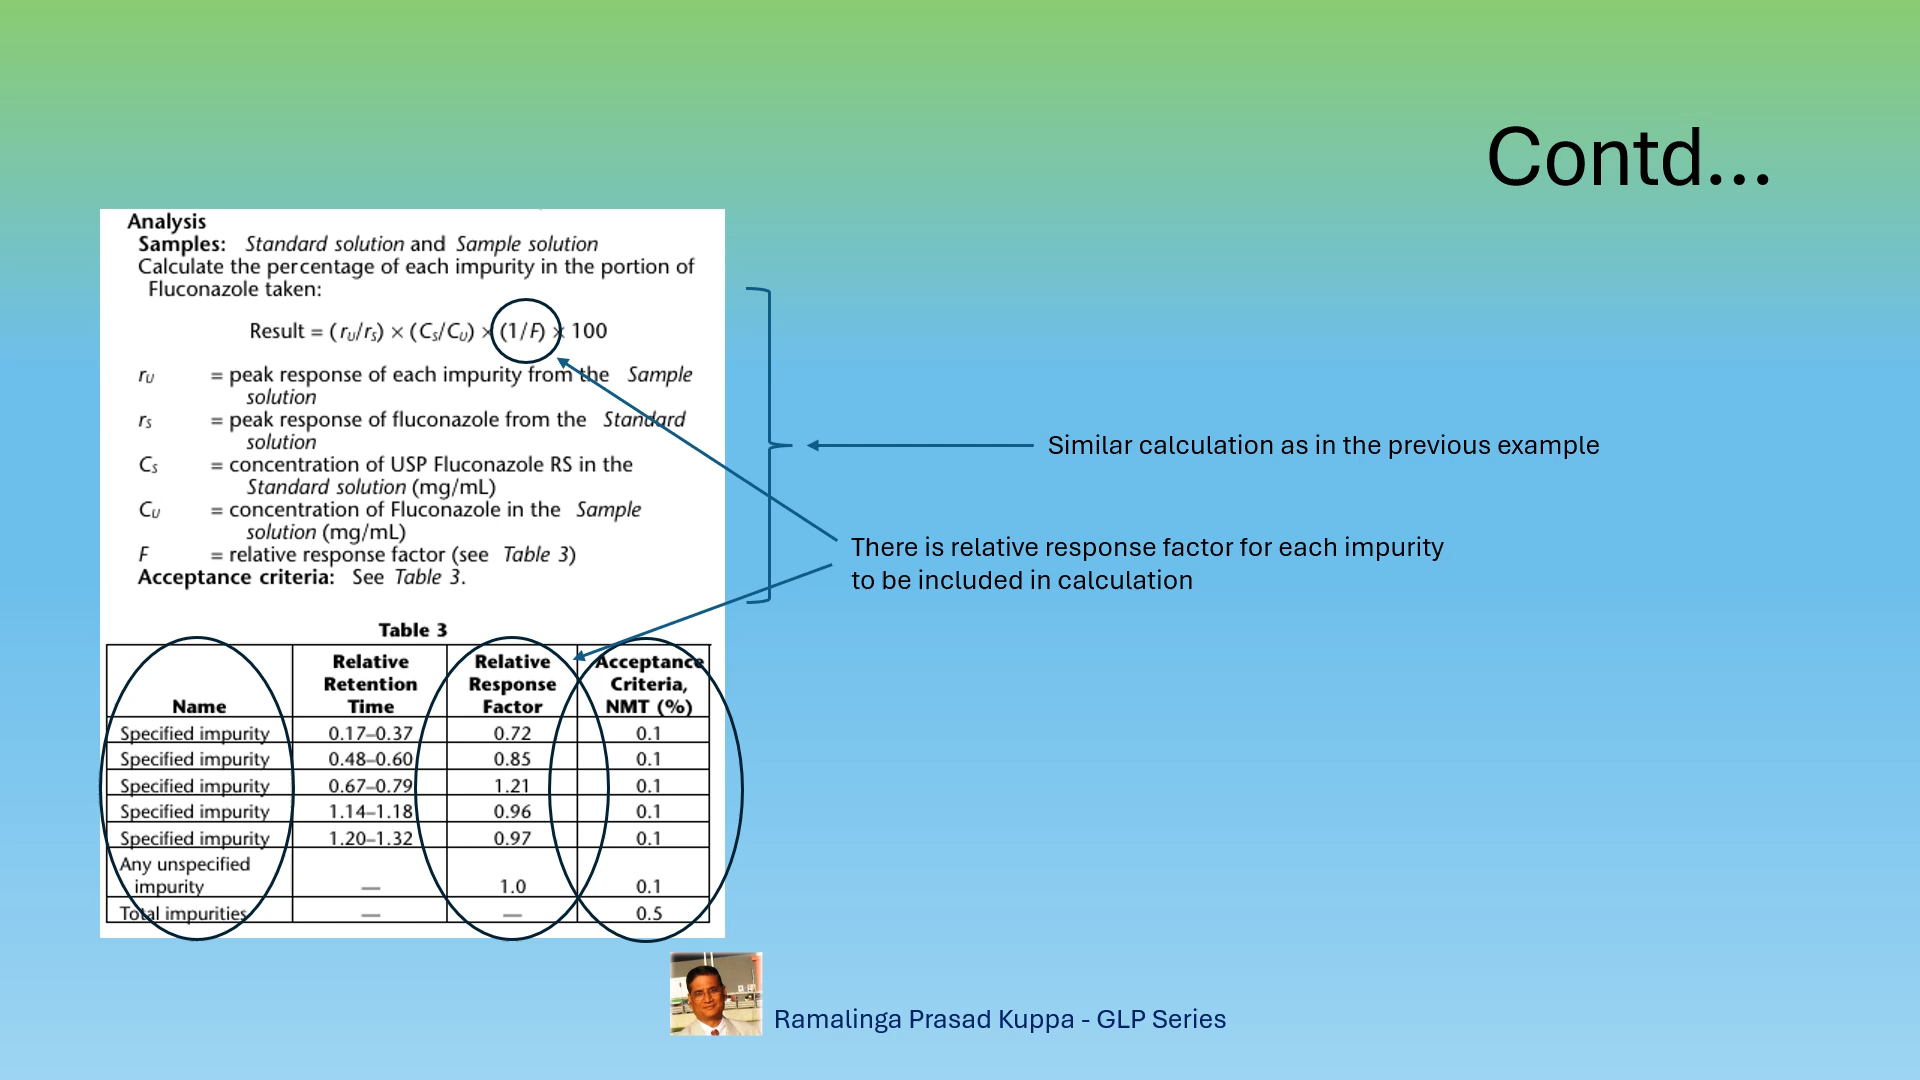 Contd...
Analysis
Samples: Standard solution and Sample solution
Calculate the percentage of each impurity in the portion of
Fluconazole taken:
Result = (rU/rS) × (CS/CU) × (1/F) × 100
rU = peak response of each impurity from the Sample
solution
rS = peak response of fluconazole from the Standard
solution
CS = concentration of USP Fluconazole RS in the
Standard solution (mg/mL)
CU = concentration of Fluconazole in the Sample
solution (mg/mL)
F = relative response factor (see Table 3)
Acceptance criteria: See Table 3.
Similar calculation as in the previous example
There is relative response factor for each impurity
to be included in calculation
Table 3
Name Relative Retention Time Relative Response Factor Acceptance Criteria, NMT (%)
Specified impurity 0.17–0.37 0.72 0.1
Specified impurity 0.48–0.60 0.85 0.1
Specified impurity 0.67–0.79 1.21 0.1
Specified impurity 1.14–1.18 0.96 0.1
Specified impurity 1.20–1.32 0.97 0.1
Any unspecified
impurity — 1.0 0.1
Total impurities — — 0.5
Ramalinga Prasad Kuppa - GLP Series